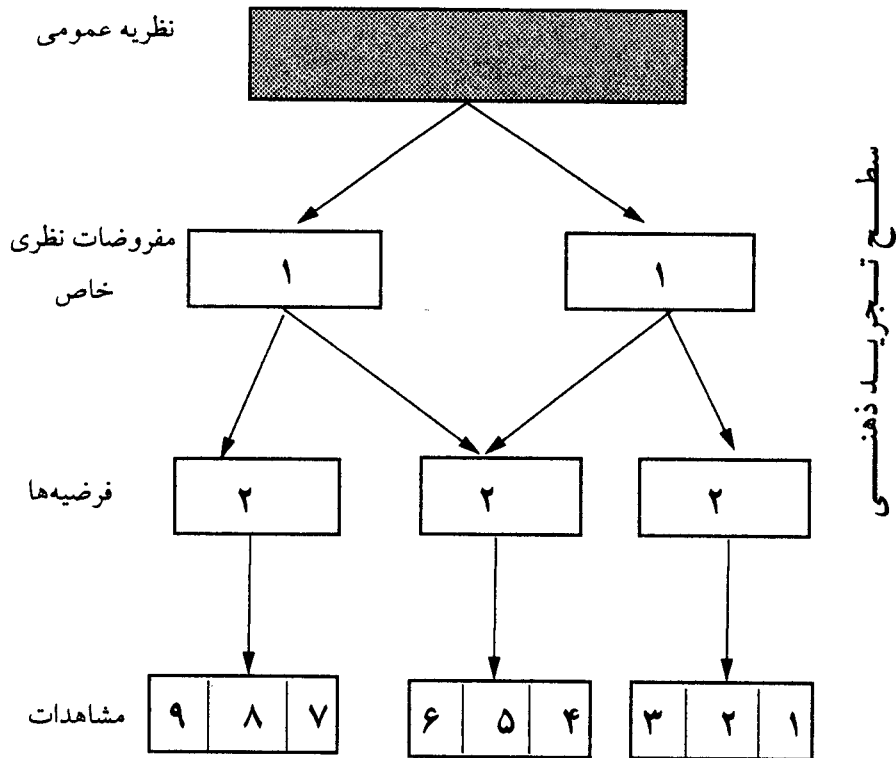 نظریه عمومی
مفروضات نظری
خاص
۱
۱
فرضیه‌ها
۲
۲
۲
مشاهدات
۱
۲
۳
۴
۵
۶
۷
۸
۹
سطح تجرید ذهنی